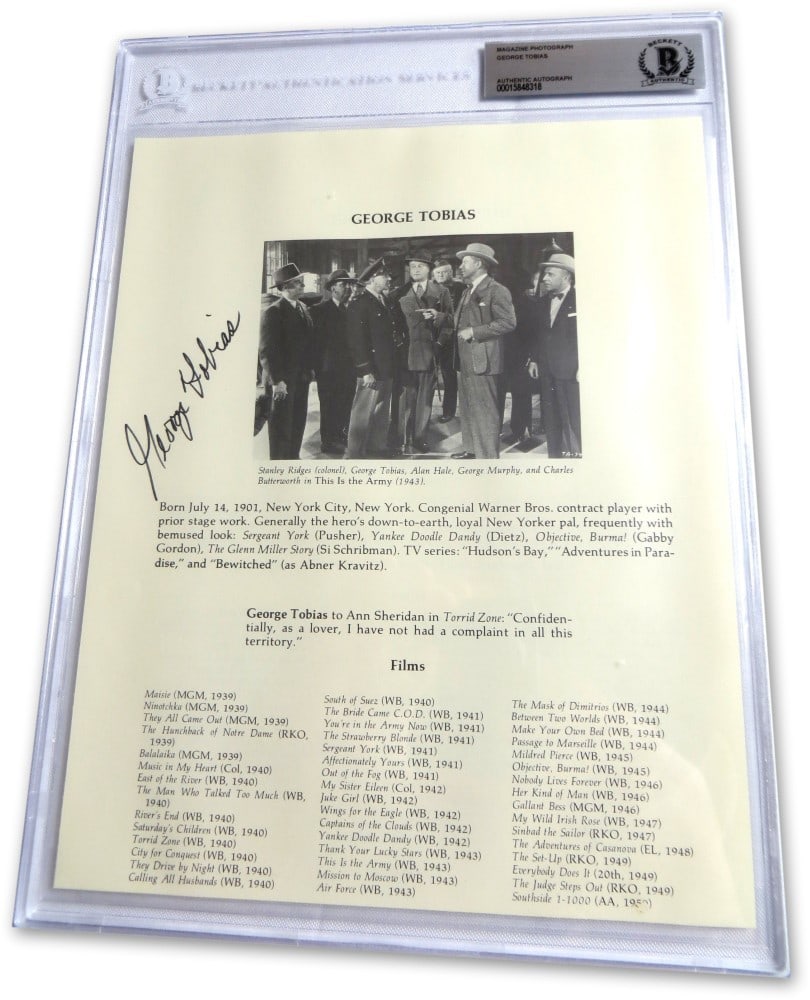 MAGAZINE PHOTOGRAPH
GEORGE TOBIAS
AUTHENTIC AUTOGRAPH
00015848318
BECKETT
B
AUTHENTIC
B
BECKETT AUTHENTICATION SERVICES
GEORGE TOBIAS
George Tobias
Stanley Ridges (colonel), George Tobias, Alan Hale, George Murphy, and Charles
Butterworth in This Is the Army (1943).
Born July 14, 1901, New York City, New York. Congenial Warner Bros. contract player with
prior stage work. Generally the hero's down-to-earth, loyal New Yorker pal, frequently with
bemused look: Sergeant York (Pusher), Yankee Doodle Dandy (Dietz), Objective, Burma! (Gabby
Gordon), The Glenn Miller Story (Si Schribman). TV series: "Hudson's Bay," "Adventures in Para-
dise," and "Bewitched" (as Abner Kravitz).
George Tobias to Ann Sheridan in Torrid Zone: "Confiden-
tially, as a lover, I have not had a complaint in all this
territory."
Films
Maisie (MGM, 1939)
Ninotchka (MGM, 1939)
They All Came Out (MGM, 1939)
The Hunchback of Notre Dame (RKO,
1939)
Balalaika (MGM, 1939)
Music in My Heart (Col, 1940)
East of the River (WB, 1940)
The Man Who Talked Too Much (WB,
1940)
River's End (WB, 1940)
Saturday's Children (WB, 1940)
Torrid Zone (WB, 1940)
City for Conquest (WB, 1940)
They Drive by Night (WB, 1940)
Calling All Husbands (WB, 1940)
South of Suez (WB, 1940)
The Bride Came C.O.D. (WB, 1941)
You're in the Army Now (WB, 1941)
The Strawberry Blonde (WB, 1941)
Sergeant York (WB, 1941)
Affectionately Yours (WB, 1941)
Out of the Fog (WB, 1941)
My Sister Eileen (Col, 1942)
Juke Girl (WB, 1942)
Wings for the Eagle (WB, 1942)
Captains of the Clouds (WB, 1942)
Yankee Doodle Dandy (WB, 1942)
Thank Your Lucky Stars (WB, 1943)
This Is the Army (WB, 1943)
Mission to Moscow (WB, 1943)
Air Force (WB, 1943)
The Mask of Dimitrios (WB, 1944)
Between Two Worlds (WB, 1944)
Make Your Own Bed (WB, 1944)
Passage to Marseille (WB, 1944)
Mildred Pierce (WB, 1945)
Objective, Burma! (WB, 1945)
Nobody Lives Forever (WB, 1946)
Her Kind of Man (WB, 1946)
Gallant Bess (MGM, 1946)
My Wild Irish Rose (WB, 1947)
Sinbad the Sailor (RKO, 1947)
The Adventures of Casanova (EL, 1948)
The Set-Up (RKO, 1949)
Everybody Does It (20th, 1949)
The Judge Steps Out (RKO, 1949)
Southside 1-1000 (AA, 1950)